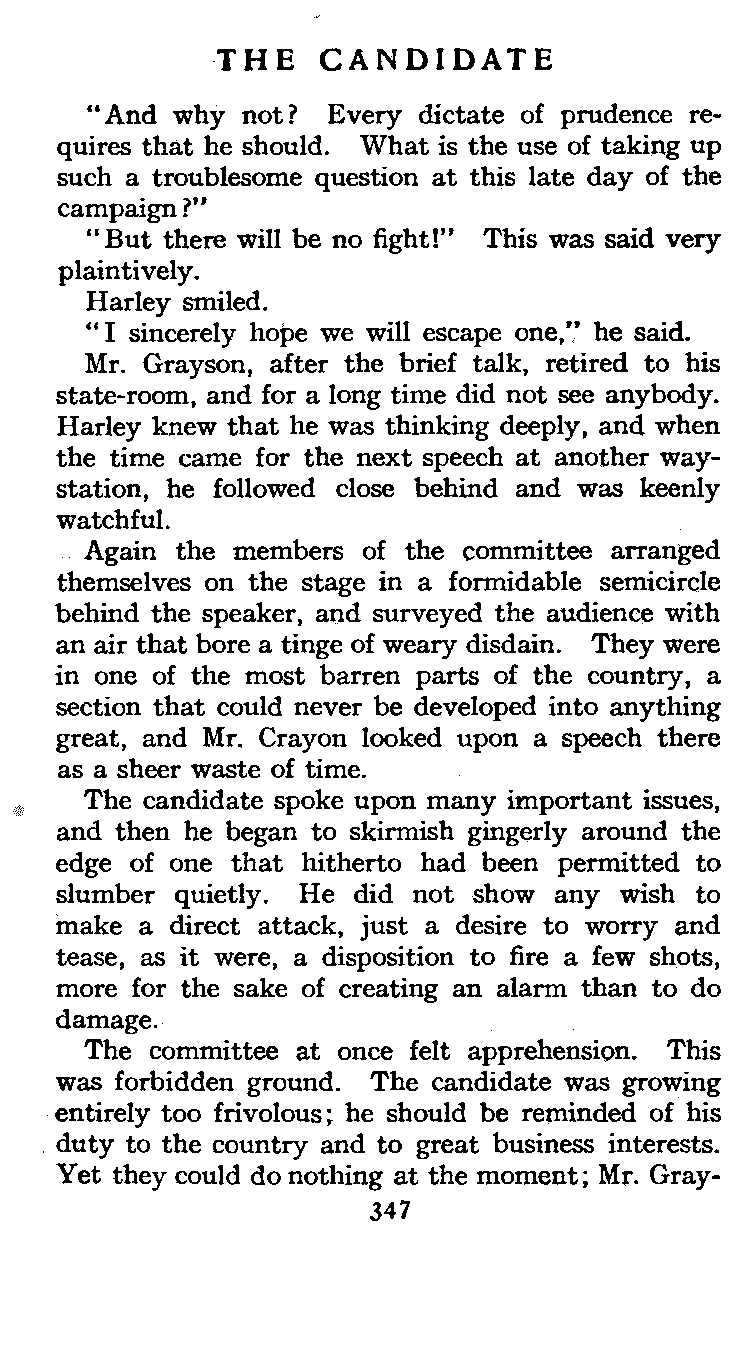 THE CANDIDATE
"And why not? Every dictate of prudence re-
quires that he should. What is the use of taking up
such a troublesome question at this late day of the
campaign?"
"But there will be no fight!" This was said very
plaintively.
Harley smiled.
"I sincerely hope we will escape one," he said.
Mr. Grayson, after the brief talk, retired to his
state-room, and for a long time did not see anybody.
Harley knew that he was thinking deeply, and when
the time came for the next speech at another way-
station, he followed close behind and was keenly
watchful.
Again the members of the committee arranged
themselves on the stage in a formidable semicircle
behind the speaker, and surveyed the audience with
an air that bore a tinge of weary disdain. They were
in one of the most barren parts of the country, a
section that could never be developed into anything
great, and Mr. Crayon looked upon a speech there
as a sheer waste of time.
The candidate spoke upon many important issues,
and then he began to skirmish gingerly around the
edge of one that hitherto had been permitted to
slumber quietly. He did not show any wish to
make a direct attack, just a desire to worry and
tease, as it were, a disposition to fire a few shots,
more for the sake of creating an alarm than to do
damage.
The committee at once felt apprehension. This
was forbidden ground. The candidate was growing
entirely too frivolous; he should be reminded of his
duty to the country and to great business interests.
Yet they could do nothing at the moment; Mr. Gray-
347